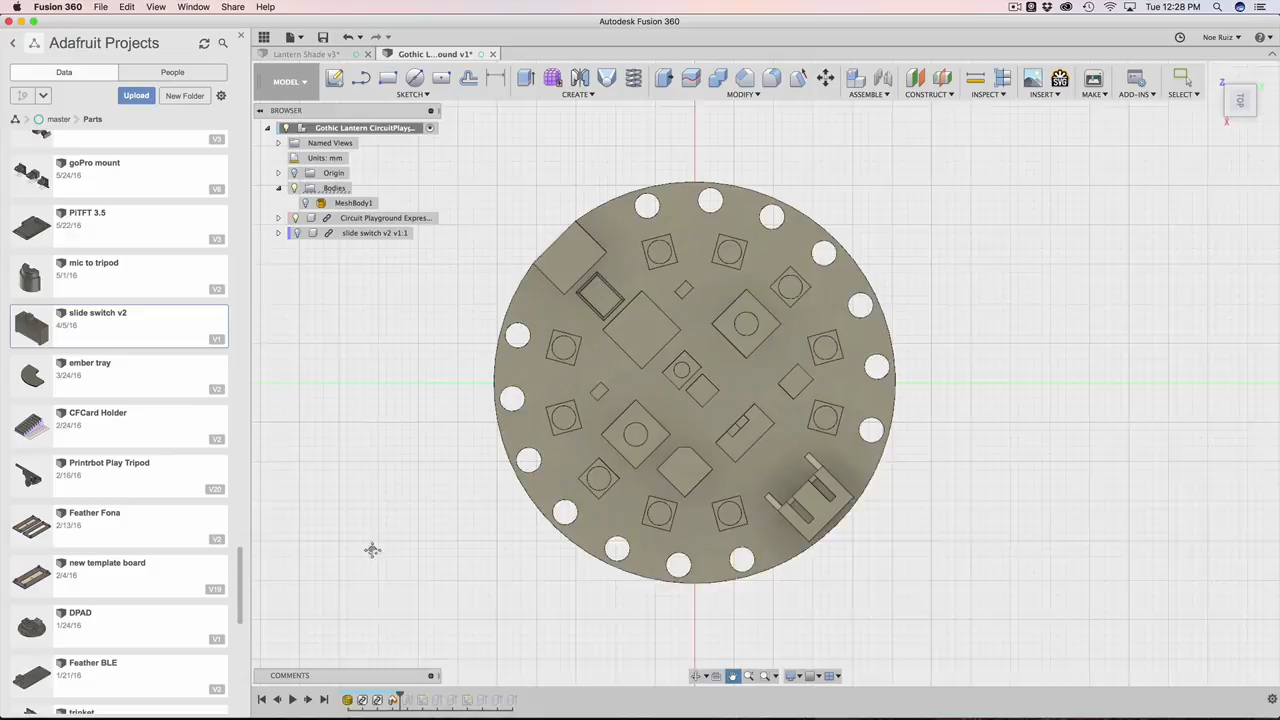 Fusion 360 File Edit View Window Share Help
Tue 12:28 PM Noe Ruiz
Autodesk Fusion 360
Adafruit Projects
Lantern Shade v3*
Gothic L...ound v1*
Data People
MODEL
SKETCH CREATE MODIFY ASSEMBLE CONSTRUCT INSPECT INSERT MAKE ADD-INS SELECT
Upload New Folder
master Parts
BROWSER
Gothic Lantern CircuitPlay...
Named Views
Units: mm
Origin
Bodies
MeshBody1
Circuit Playground Expres...
slide switch v2 v1:1
Z
Y
TOP
X
V3
goPro mount
5/24/16
V8
PiTFT 3.5
5/22/16
V3
mic to tripod
5/1/16
V2
slide switch v2
4/5/16
V1
ember tray
3/24/16
V2
CFCard Holder
2/24/16
V2
Printrbot Play Tripod
2/16/16
V20
Feather Fona
2/13/16
V2
new template board
2/4/16
V19
DPAD
1/24/16
V1
Feather BLE
1/21/16
V2
trinket
COMMENTS